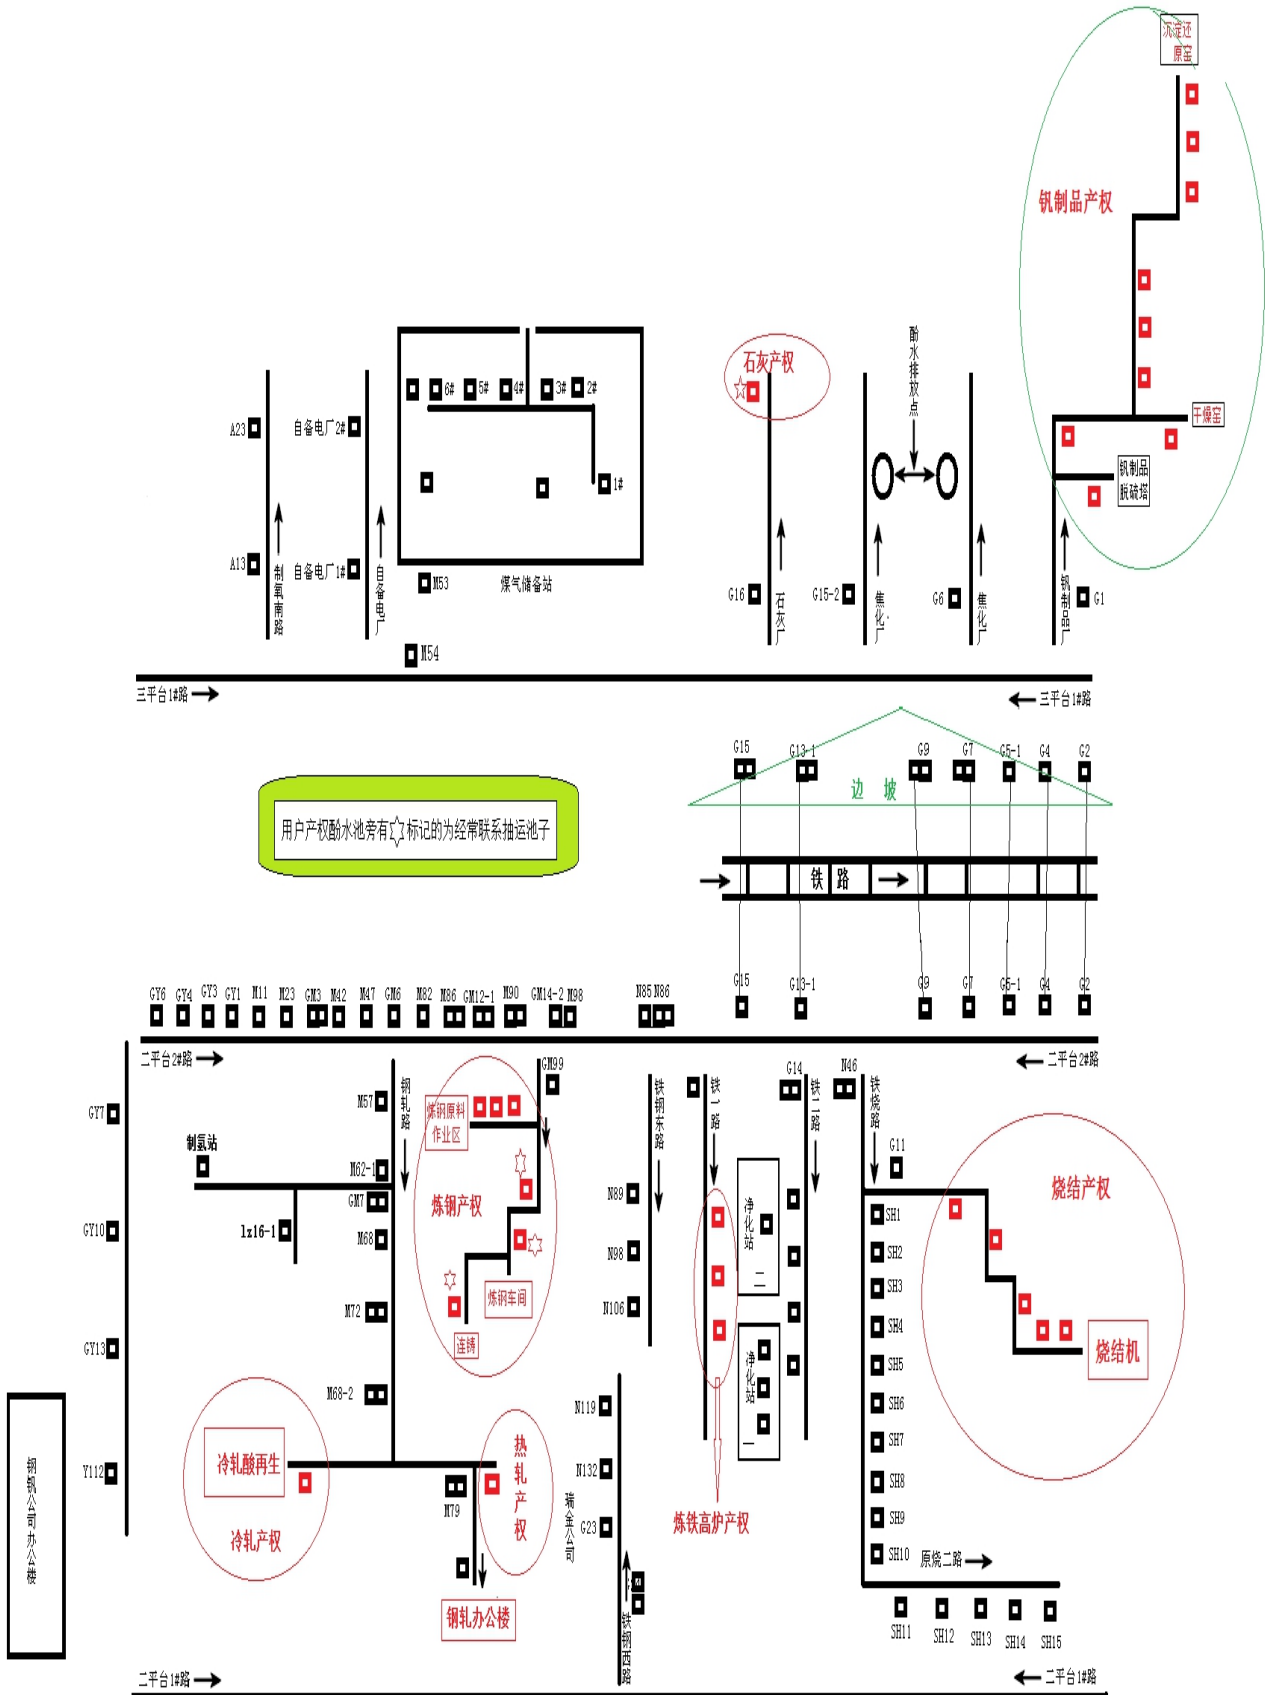 沉淀还
原窑
钒制品产权
石灰产权
酚水排放点
6#
5#
4#
3#
2#
1#
A23
自备电厂2#
干燥窑
钒制品
脱硫塔
A13
制氧南路
自备电厂1#
自备电厂
M53
煤气储备站
G16
石灰厂
G15-2
焦化厂
G6
焦化厂
钒制品厂
G1
M54
三平台1#路
三平台1#路
G15
G13-1
G9
G7
G5-1
G4
G2
边 坡
用户产权酚水池旁有☆标记的为经常联系抽运池子
铁 路
G15
G13-1
G9
G7
G5-1
G4
G2
GY6
GY4
GY3
GY1
M11
M23
GM3
M42
M47
GM6
M82
M86
GM12-1
M90
GM14-2
M98
N85
N86
二平台2#路
二平台2#路
GY7
制氢站
M57
钢轧路
炼钢原料
作业区
GM99
铁钢东路
铁11路
G14
N46
铁烧路
G11
M62-1
GM7
lz16-1
M68
炼钢产权
N89
N98
N106
净化站二
烧结产权
SH1
SH2
SH3
SH4
SH5
SH6
SH7
SH8
SH9
SH10
GY10
M72
炼钢车间
连铸
净化站一
烧结机
GY13
M68-2
冷轧酸再生
冷轧产权
热轧产权
N119
N132
G23
瑞金公司
炼铁高炉产权
Y112
M79
钢钒公司办公楼
钢轧办公楼
铁钢西路
原烧二路
SH11
SH12
SH13
SH14
SH15
二平台1#路
二平台1#路